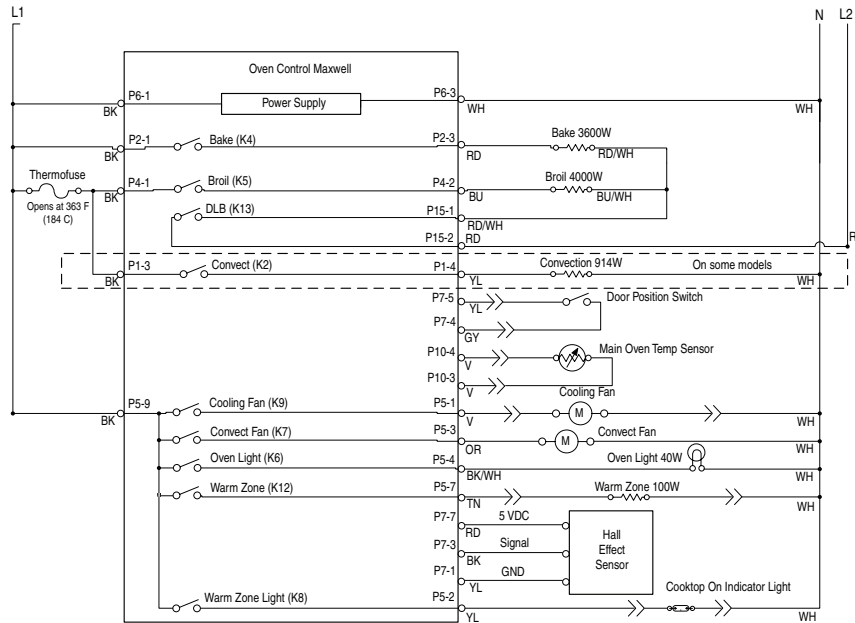 L1 N L2
Oven Control Maxwell
P6-1 Power Supply P6-3
BK WH WH
P2-1 Bake (K4) P2-3 Bake 3600W
BK RD RD/WH
Thermofuse P4-1 Broil (K5) P4-2 Broil 4000W
Opens at 363 F BK BU BU/WH
(184 C) DLB (K13) P15-1
RD/WH
P15-2 RD R
P1-3 Convect (K2) P1-4 Convection 914W On some models
BK YL WH
P7-5 Door Position Switch
YL
P7-4
GY
P10-4 Main Oven Temp Sensor
V
P10-3
V Cooling Fan
P5-9 Cooling Fan (K9) P5-1 M
BK V WH
Convect Fan (K7) P5-3 M Convect Fan
OR WH
Oven Light (K6) P5-4 Oven Light 40W
BK/WH WH
Warm Zone (K12) P5-7 Warm Zone 100W
TN WH
P7-7 5 VDC
RD
P7-3 Signal Hall
BK Effect
P7-1 GND Sensor
YL
Warm Zone Light (K8) P5-2 Cooktop On Indicator Light
YL WH